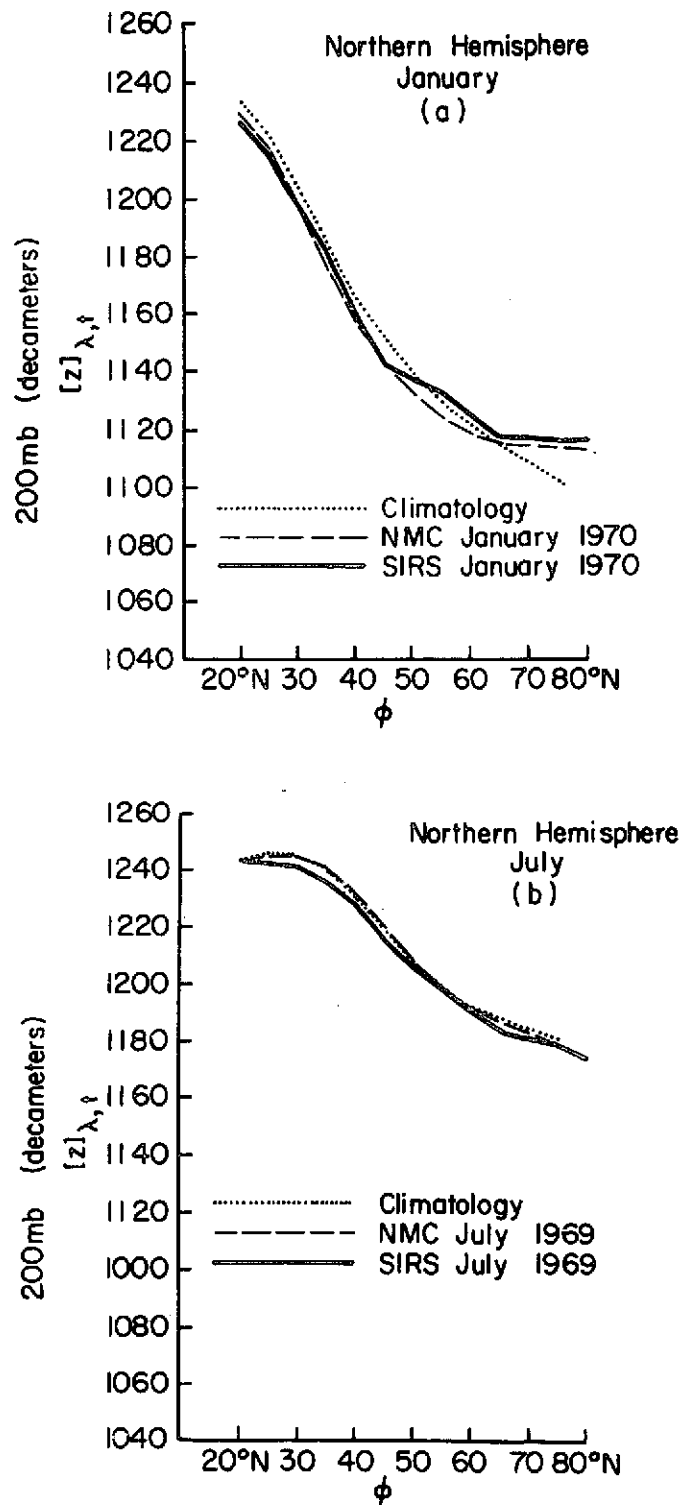 1260
1240
1220
1200
1180
1160
1140
1120
1100
1080
1060
1040
200mb (decameters)
[z]λ,t
Northern Hemisphere
January
(a)
Climatology
NMC January 1970
SIRS January 1970
20°N 30 40 50 60 70 80°N
ϕ
1260
1240
1220
1200
1180
1160
1140
1120
1000
1080
1060
1040
200mb (decameters)
[z]λ,t
Northern Hemisphere
July
(b)
Climatology
NMC July 1969
SIRS July 1969
20°N 30 40 50 60 70 80°N
ϕ